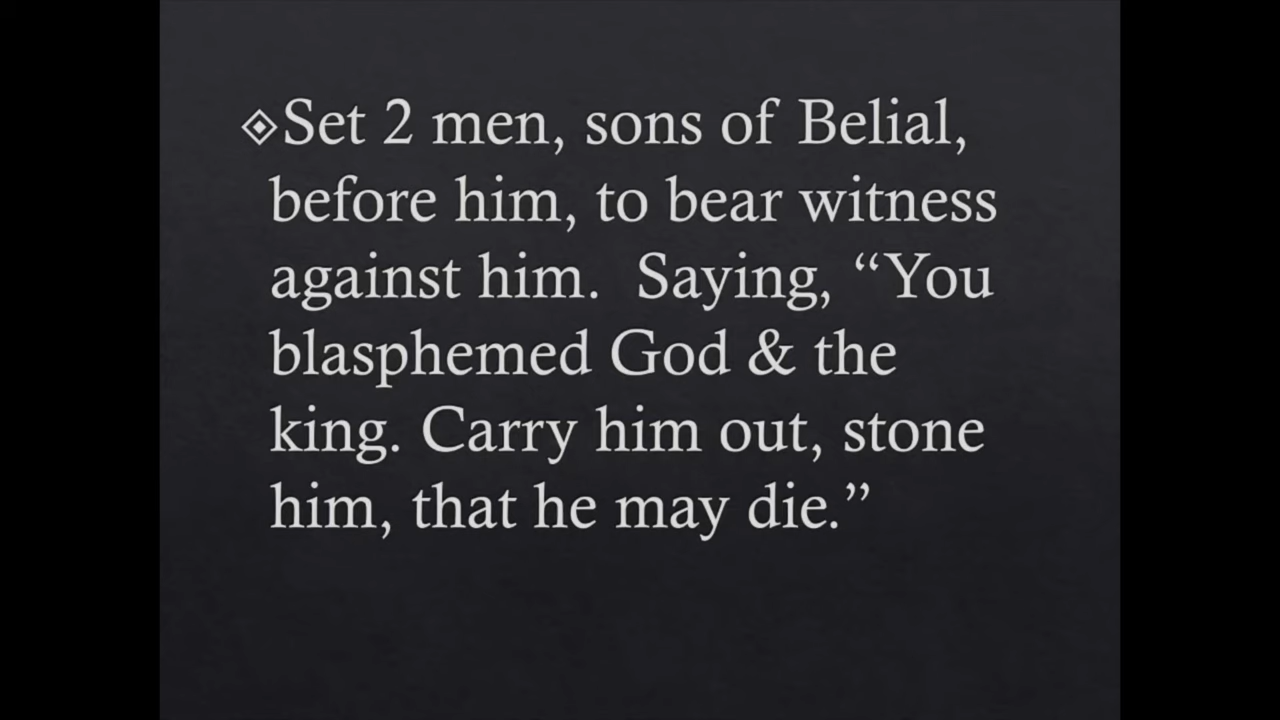 Set 2 men, sons of Belial,
before him, to bear witness
against him.  Saying, “You
blasphemed God & the
king. Carry him out, stone
him, that he may die.”